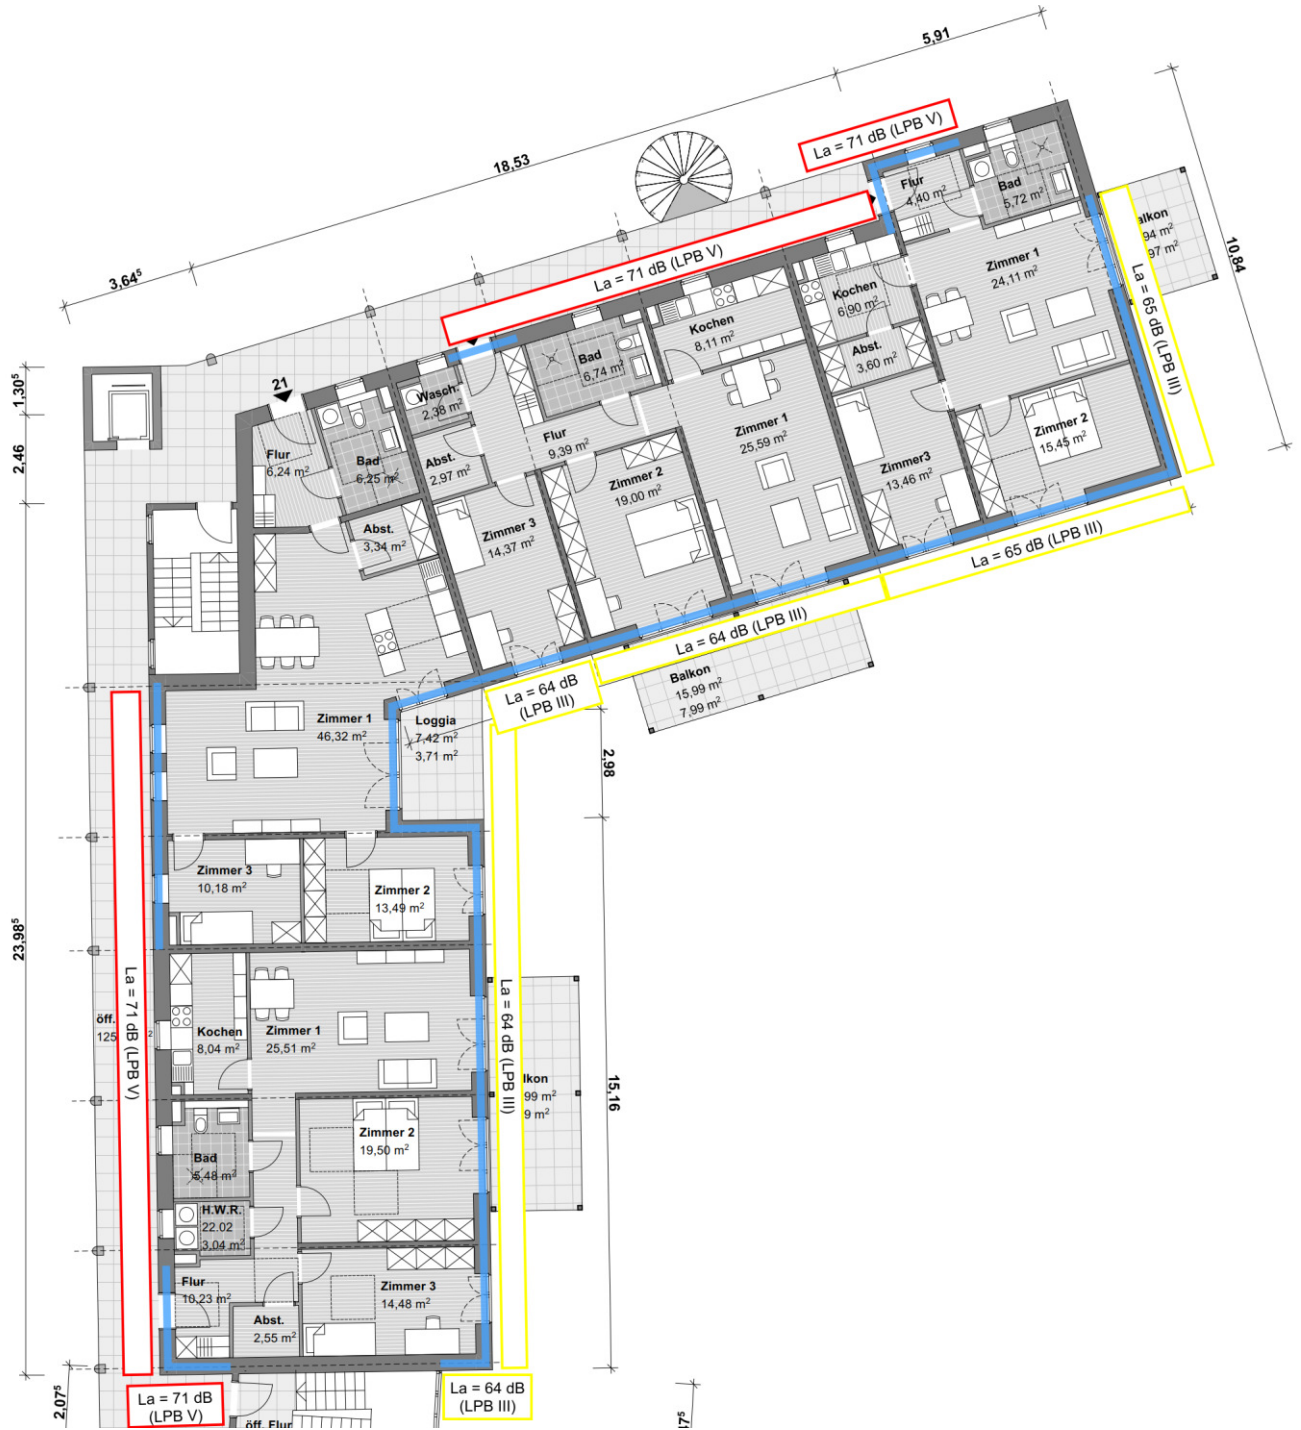 5,91
La = 71 dB (LPB V)
18,53
Flur
4,40 m²
Bad
5,72 m²
alkon
94 m²
97 m²
10,84
3,64⁵
La = 71 dB (LPB V)
Zimmer 1
24,11 m²
La = 65 dB (LPB III)
Kochen
6,90 m²
Kochen
8,11 m²
Bad
6,74 m²
Abst.
3,60 m²
1,30⁵
21
Wasch.
2,38 m²
Zimmer 1
25,59 m²
Zimmer 2
15,45 m²
2,46
Flur
6,24 m²
Bad
6,25 m²
Abst.
2,97 m²
Flur
9,39 m²
Zimmer 2
19,00 m²
Zimmer3
13,46 m²
Abst.
3,34 m²
Zimmer 3
14,37 m²
La = 65 dB (LPB III)
La = 64 dB (LPB III)
Balkon
15,99 m²
7,99 m²
La = 64 dB
(LPB III)
Zimmer 1
46,32 m²
Loggia
7,42 m²
3,71 m²
2,98
Zimmer 3
10,18 m²
Zimmer 2
13,49 m²
23,98⁵
La = 71 dB (LPB V)
öff.
125
²
Kochen
8,04 m²
Zimmer 1
25,51 m²
La = 64 dB (LPB III)
lkon
99 m²
9 m²
15,16
Bad
5,48 m²
Zimmer 2
19,50 m²
H.W.R.
22.02
3,04 m²
Flur
10,23 m²
Zimmer 3
14,48 m²
Abst.
2,55 m²
2,07⁵
La = 71 dB
(LPB V)
La = 64 dB
(LPB III)
öff. Flur
47⁵